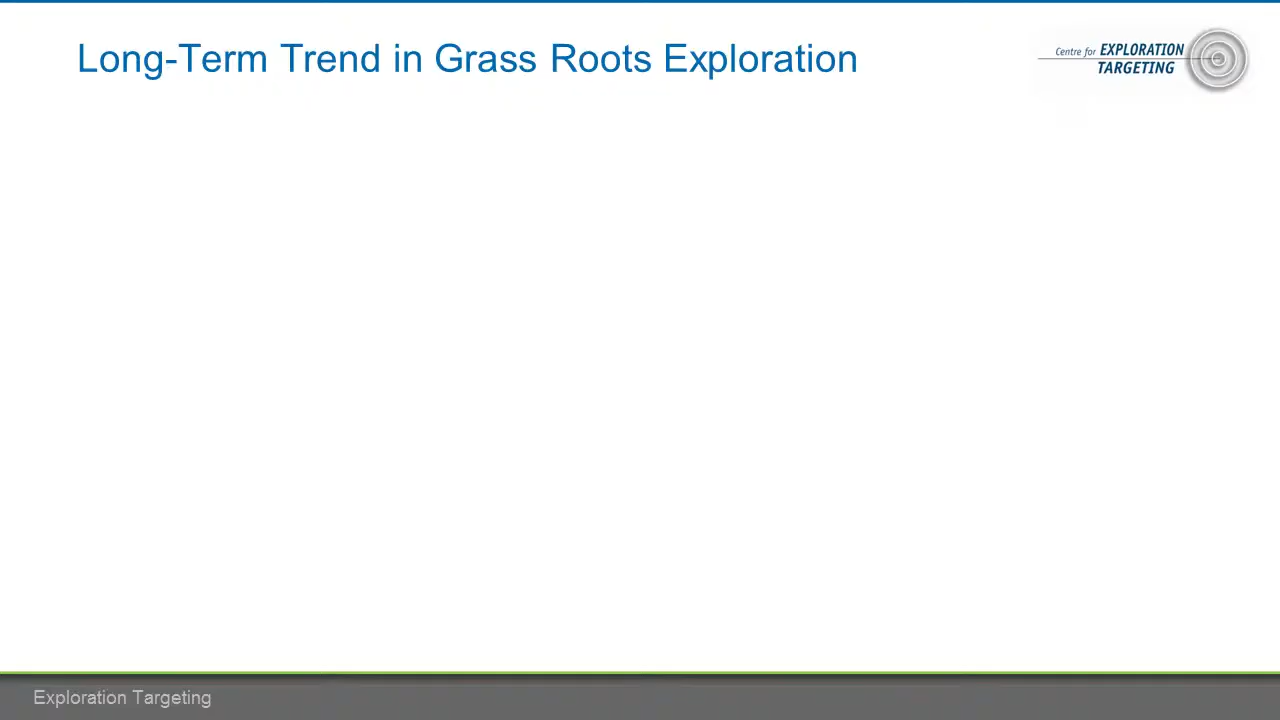 Long-Term Trend in Grass Roots Exploration
Centre for EXPLORATION
TARGETING
Exploration Targeting